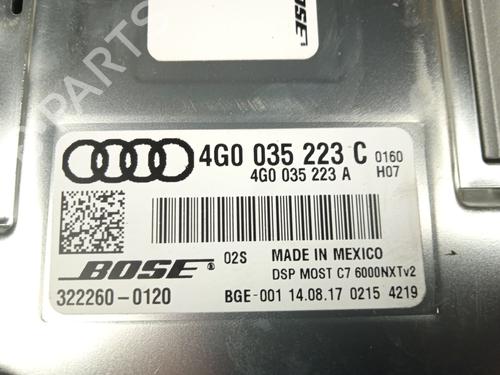 BOSE
PARTS
4G0 035 223 C 0160
4G0 035 223 A H07
02S MADE IN MEXICO
BOSE ® DSP MOST C7 6000NXTv2
322260-0120 BGE-001 14.08.17 0215 4219